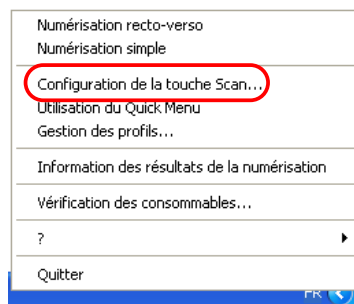 Numérisation recto-verso
Numérisation simple
Configuration de la touche Scan...
Utilisation du Quick Menu
Gestion des profils...
Information des résultats de la numérisation
Vérification des consommables...
?
Quitter
FR